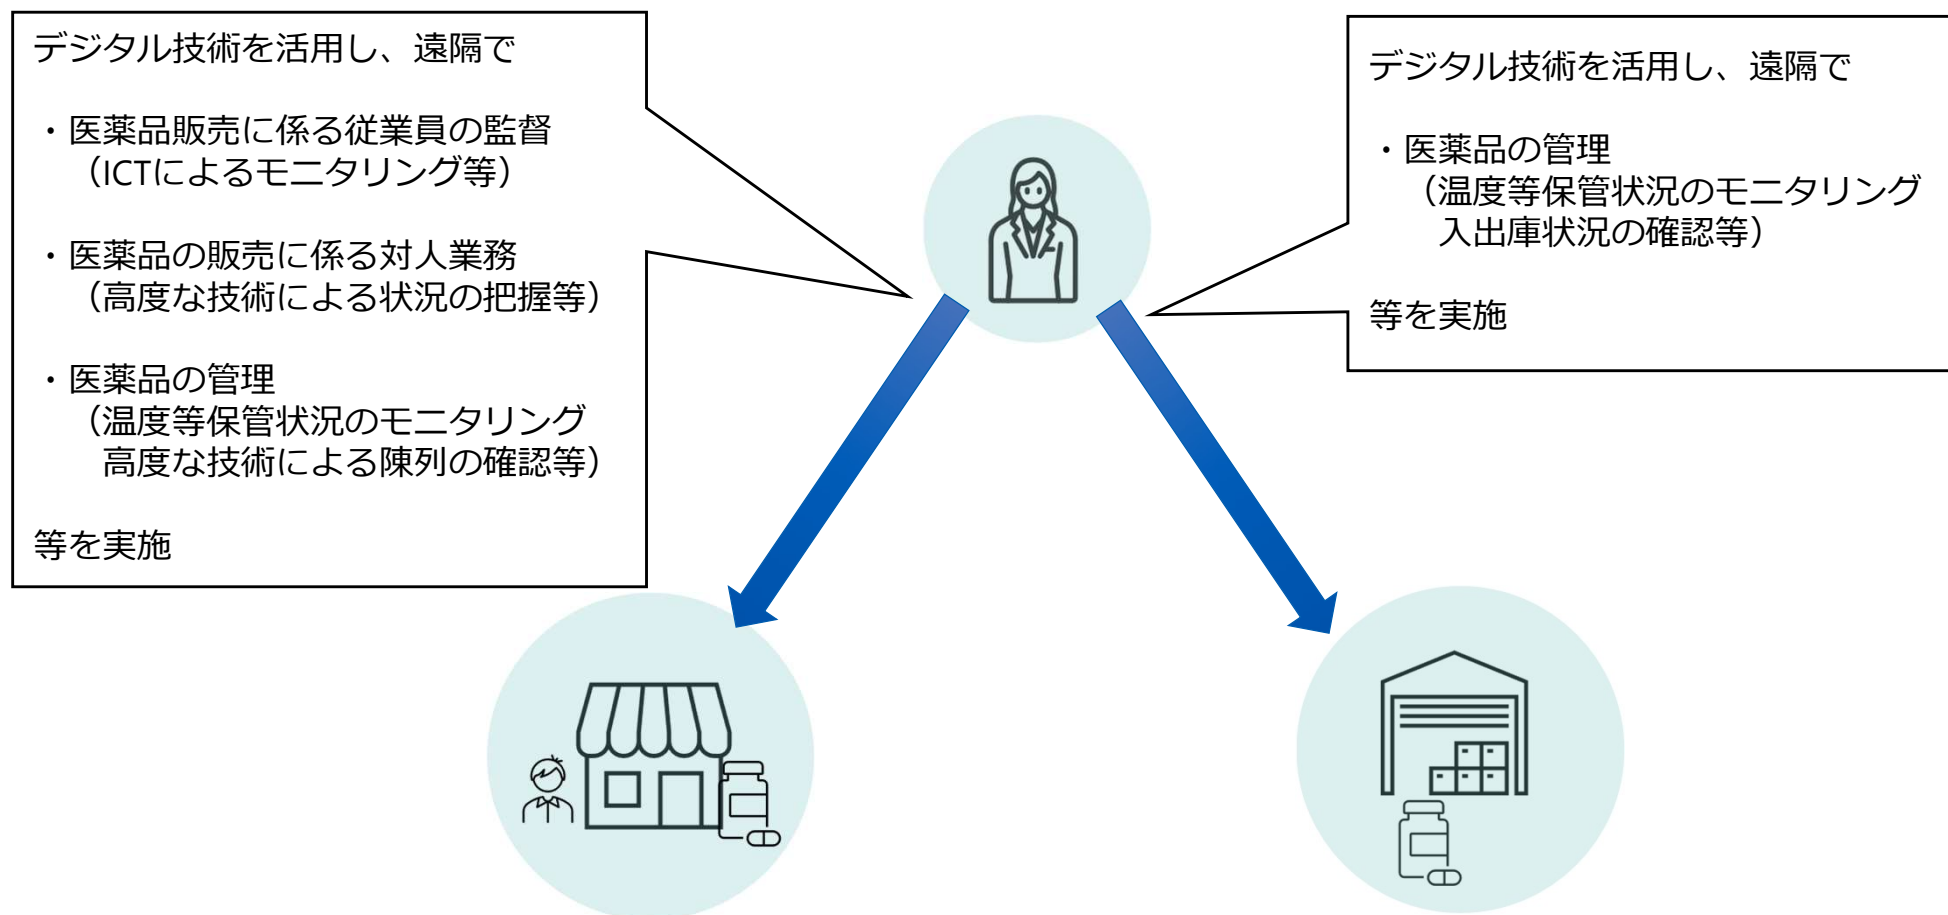 デジタル技術を活用し、遠隔で
・医薬品販売に係る従業員の監督
（ICTによるモニタリング等）
・医薬品の販売に係る対人業務
（高度な技術による状況の把握等）
・医薬品の管理
（温度等保管状況のモニタリング
高度な技術による陳列の確認等）
等を実施
デジタル技術を活用し、遠隔で
・医薬品の管理
（温度等保管状況のモニタリング
入出庫状況の確認等）
等を実施